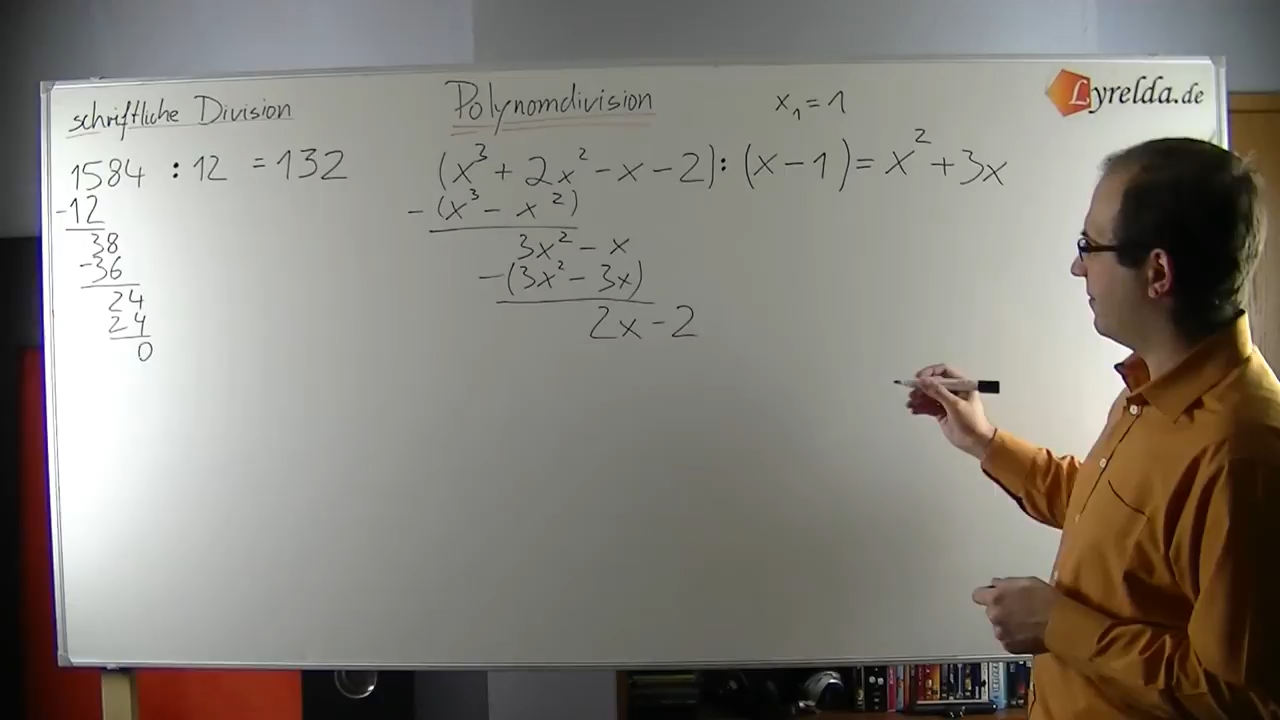 schriftliche Division
1584 : 12 = 132
-12
38
-36
24
24
0
Polynomdivision
x₁ = 1
(x³ + 2x² - x - 2) : (x - 1) = x² + 3x
- (x³ - x²)
3x² - x
- (3x² - 3x)
2x - 2
Lyrelda.de